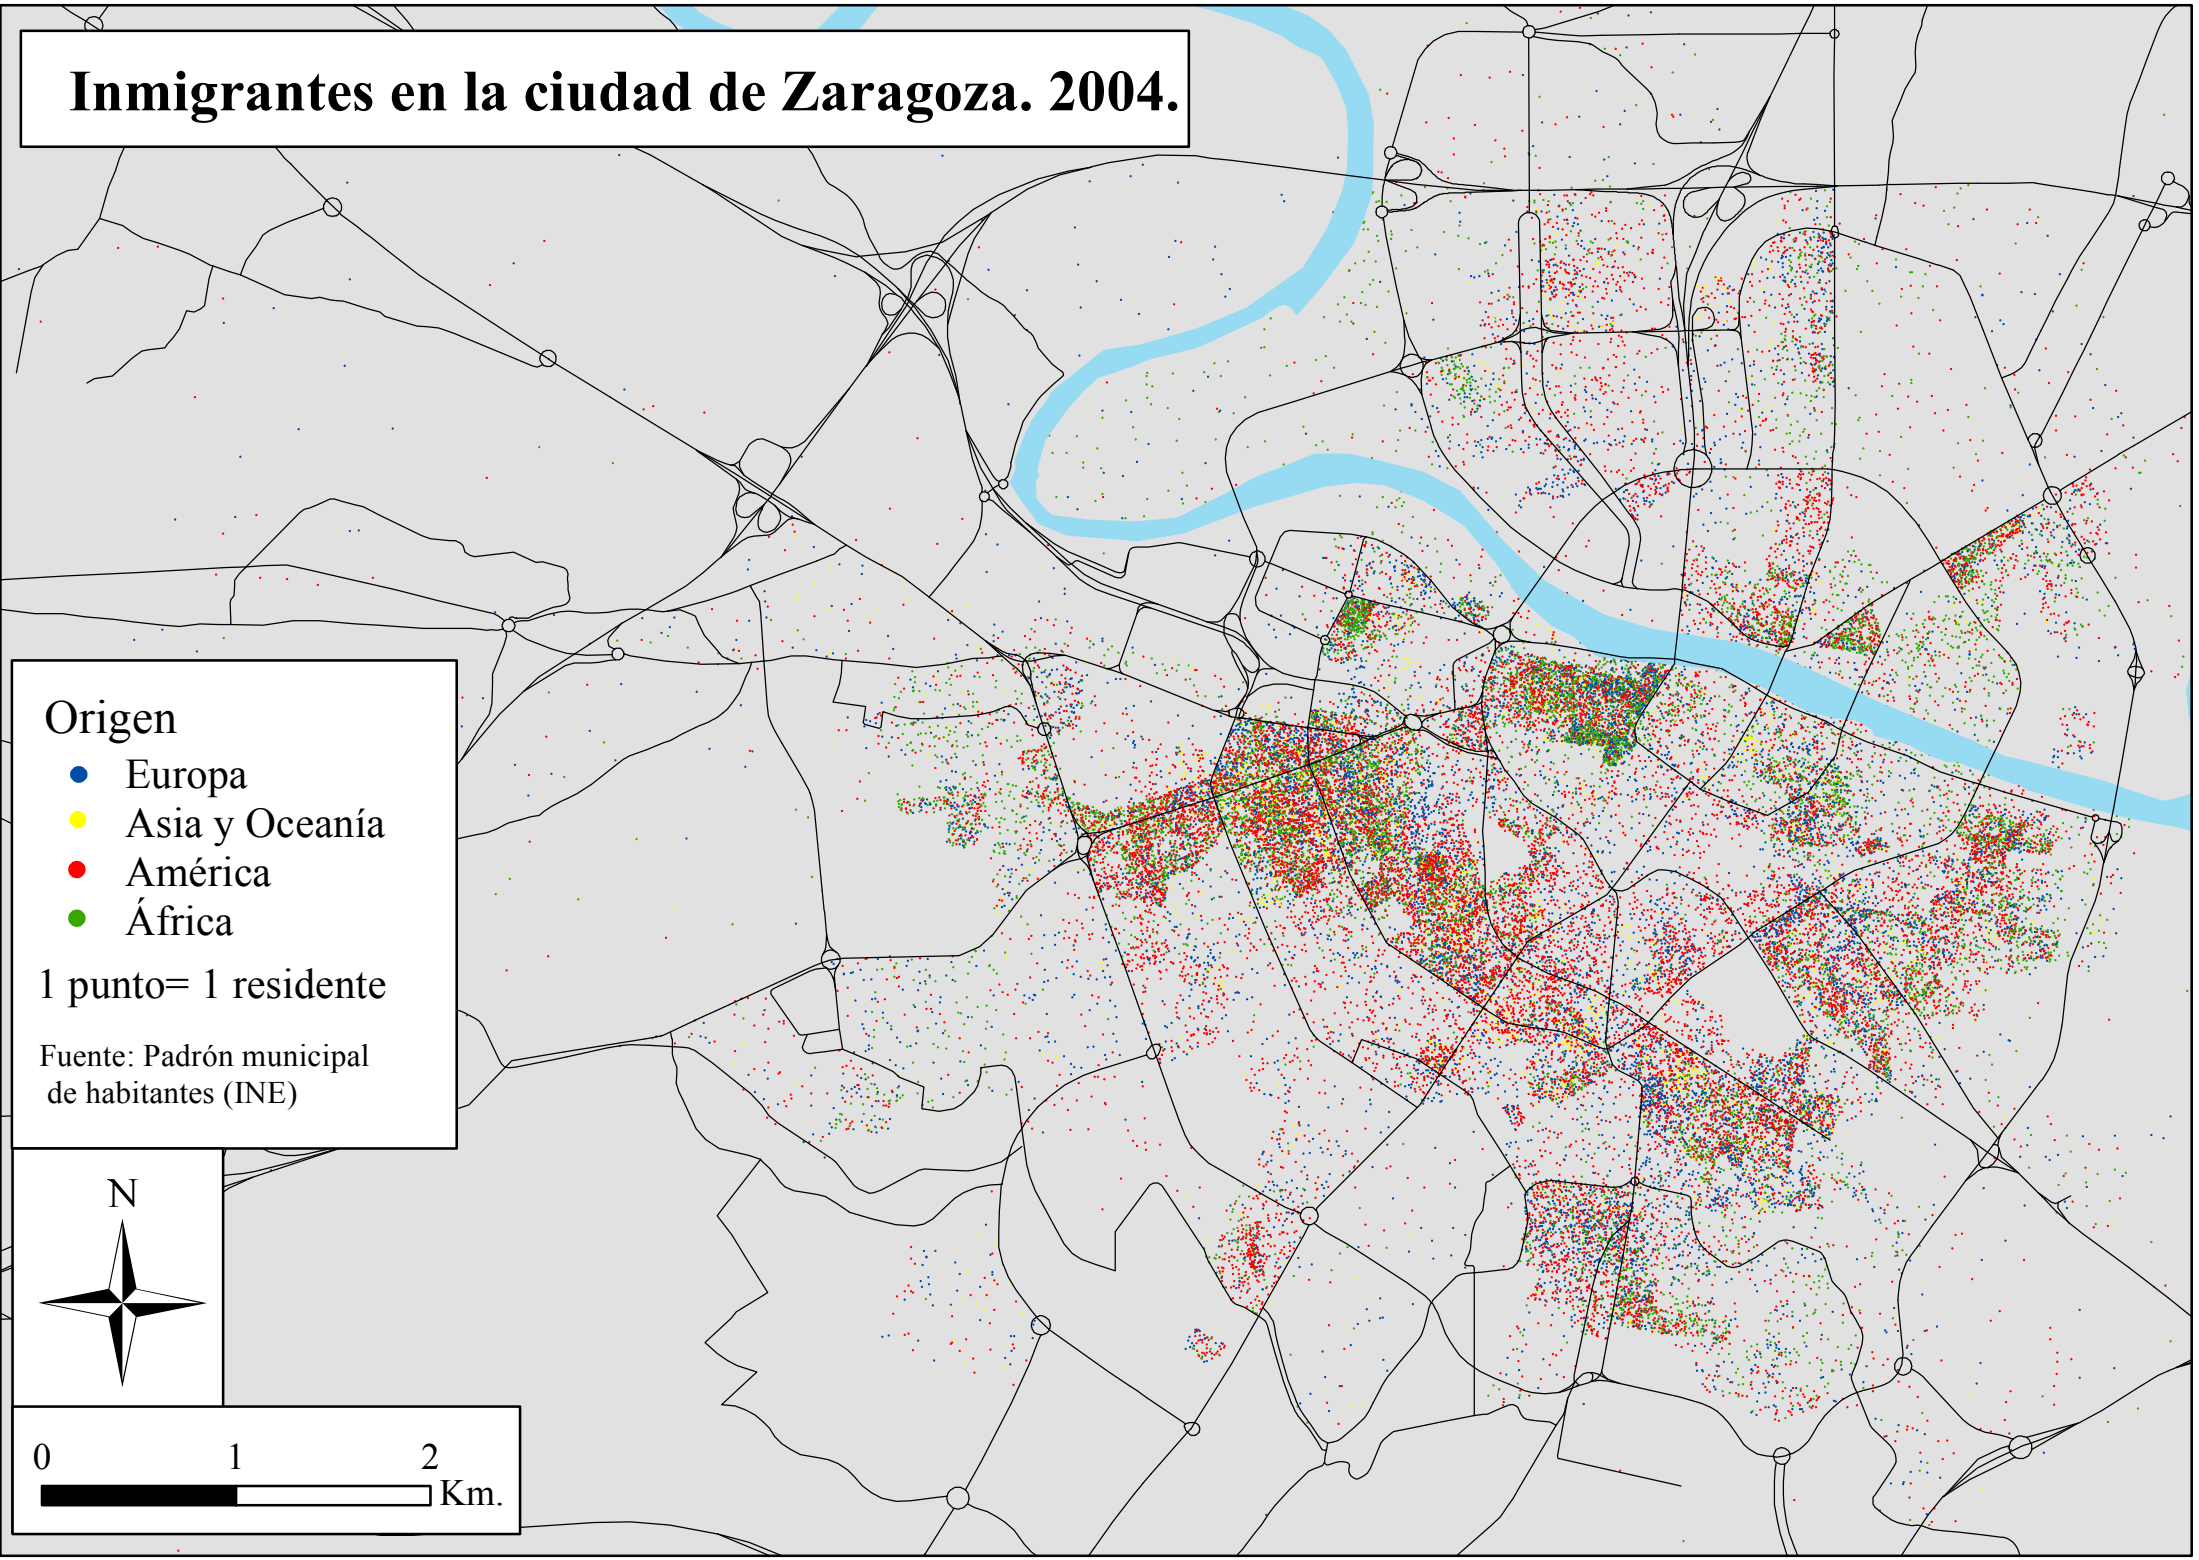 Inmigrantes en la ciudad de Zaragoza. 2004.
Origen
Europa
Asia y Oceanía
América
África
1 punto= 1 residente
Fuente: Padrón municipal
de habitantes (INE)
N
0 1 2
Km.